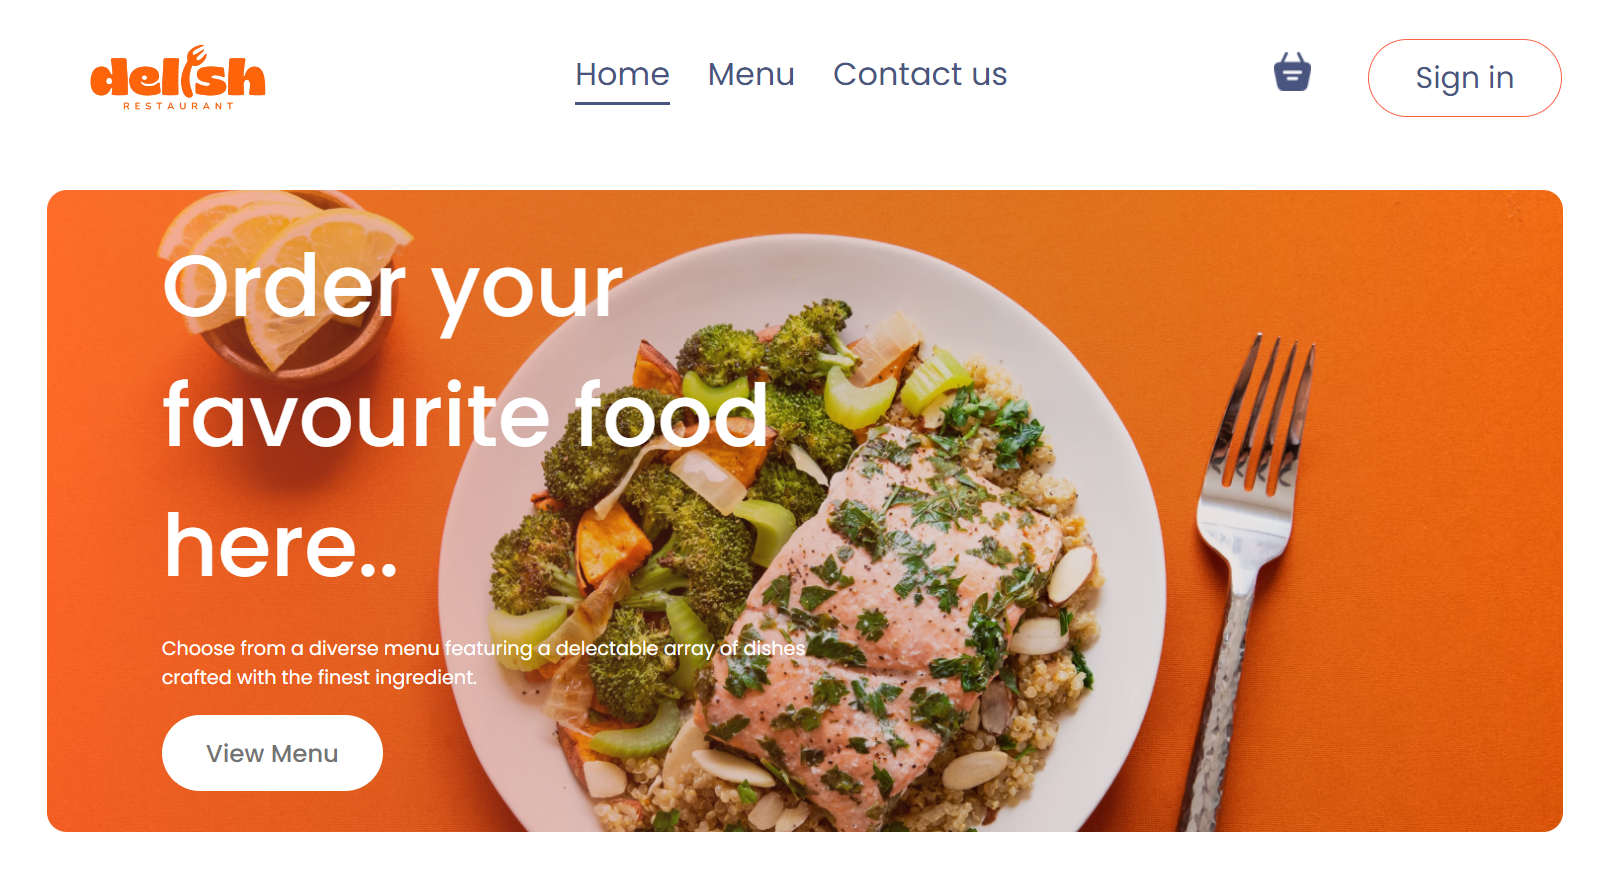 delish
RESTAURANT
Home Menu Contact us
Sign in
Order your
favourite food
here..
Choose from a diverse menu featuring a delectable array of dishes
crafted with the finest ingredient.
View Menu